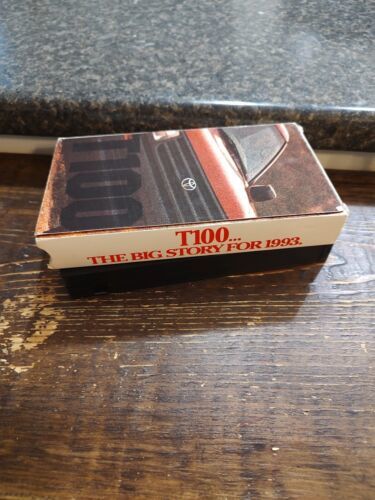 T100
T100...
THE BIG STORY FOR 1993.